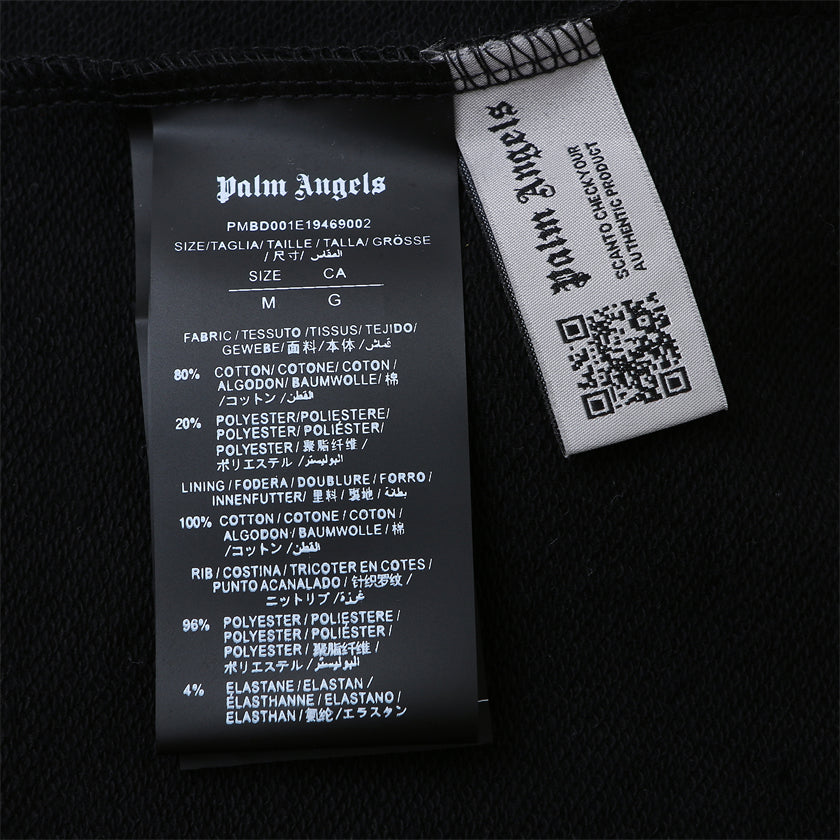 Palm Angels
PMBD001E19469002
SIZE/TAGLIA/ TAILLE / TALLA/ GRÖSSE
/ 尺寸/ المقاس
SIZE CA
M G
FABRIC / TESSUTO /TISSUS/ TEJIDO/
GEWEBE/ 面料/本体/ قماش
80% COTTON/ COTONE/ COTON /
ALGODON/ BAUMWOLLE/ 棉
/コットン /القطن
20% POLYESTER/POLIESTERE/
POLYESTER/ POLIÉSTER/
POLYESTER / 聚脂纤维 /
ポリエステル /البوليستر
LINING / FODERA / DOUBLURE / FORRO /
INNENFUTTER/ 里料 / 裏地 / بطانة
100% COTTON / COTONE / COTON /
ALGODON / BAUMWOLLE / 棉
/コットン /القطن
RIB / COSTINA / TRICOTER EN COTES /
PUNTO ACANALADO / 针织罗纹 /
ニットリブ / غرزة
96% POLYESTER / POLIESTERE /
POLYESTER / POLIÉSTER /
POLYESTER / 聚脂纤维 /
ポリエステル /البوليستر
4% ELASTANE / ELASTAN /
ELASTHANNE / ELASTANO /
ELASTHAN / 氨纶 / エラスタン
Palm Angels
SCAN TO CHECK YOUR
AUTHENTIC PRODUCT